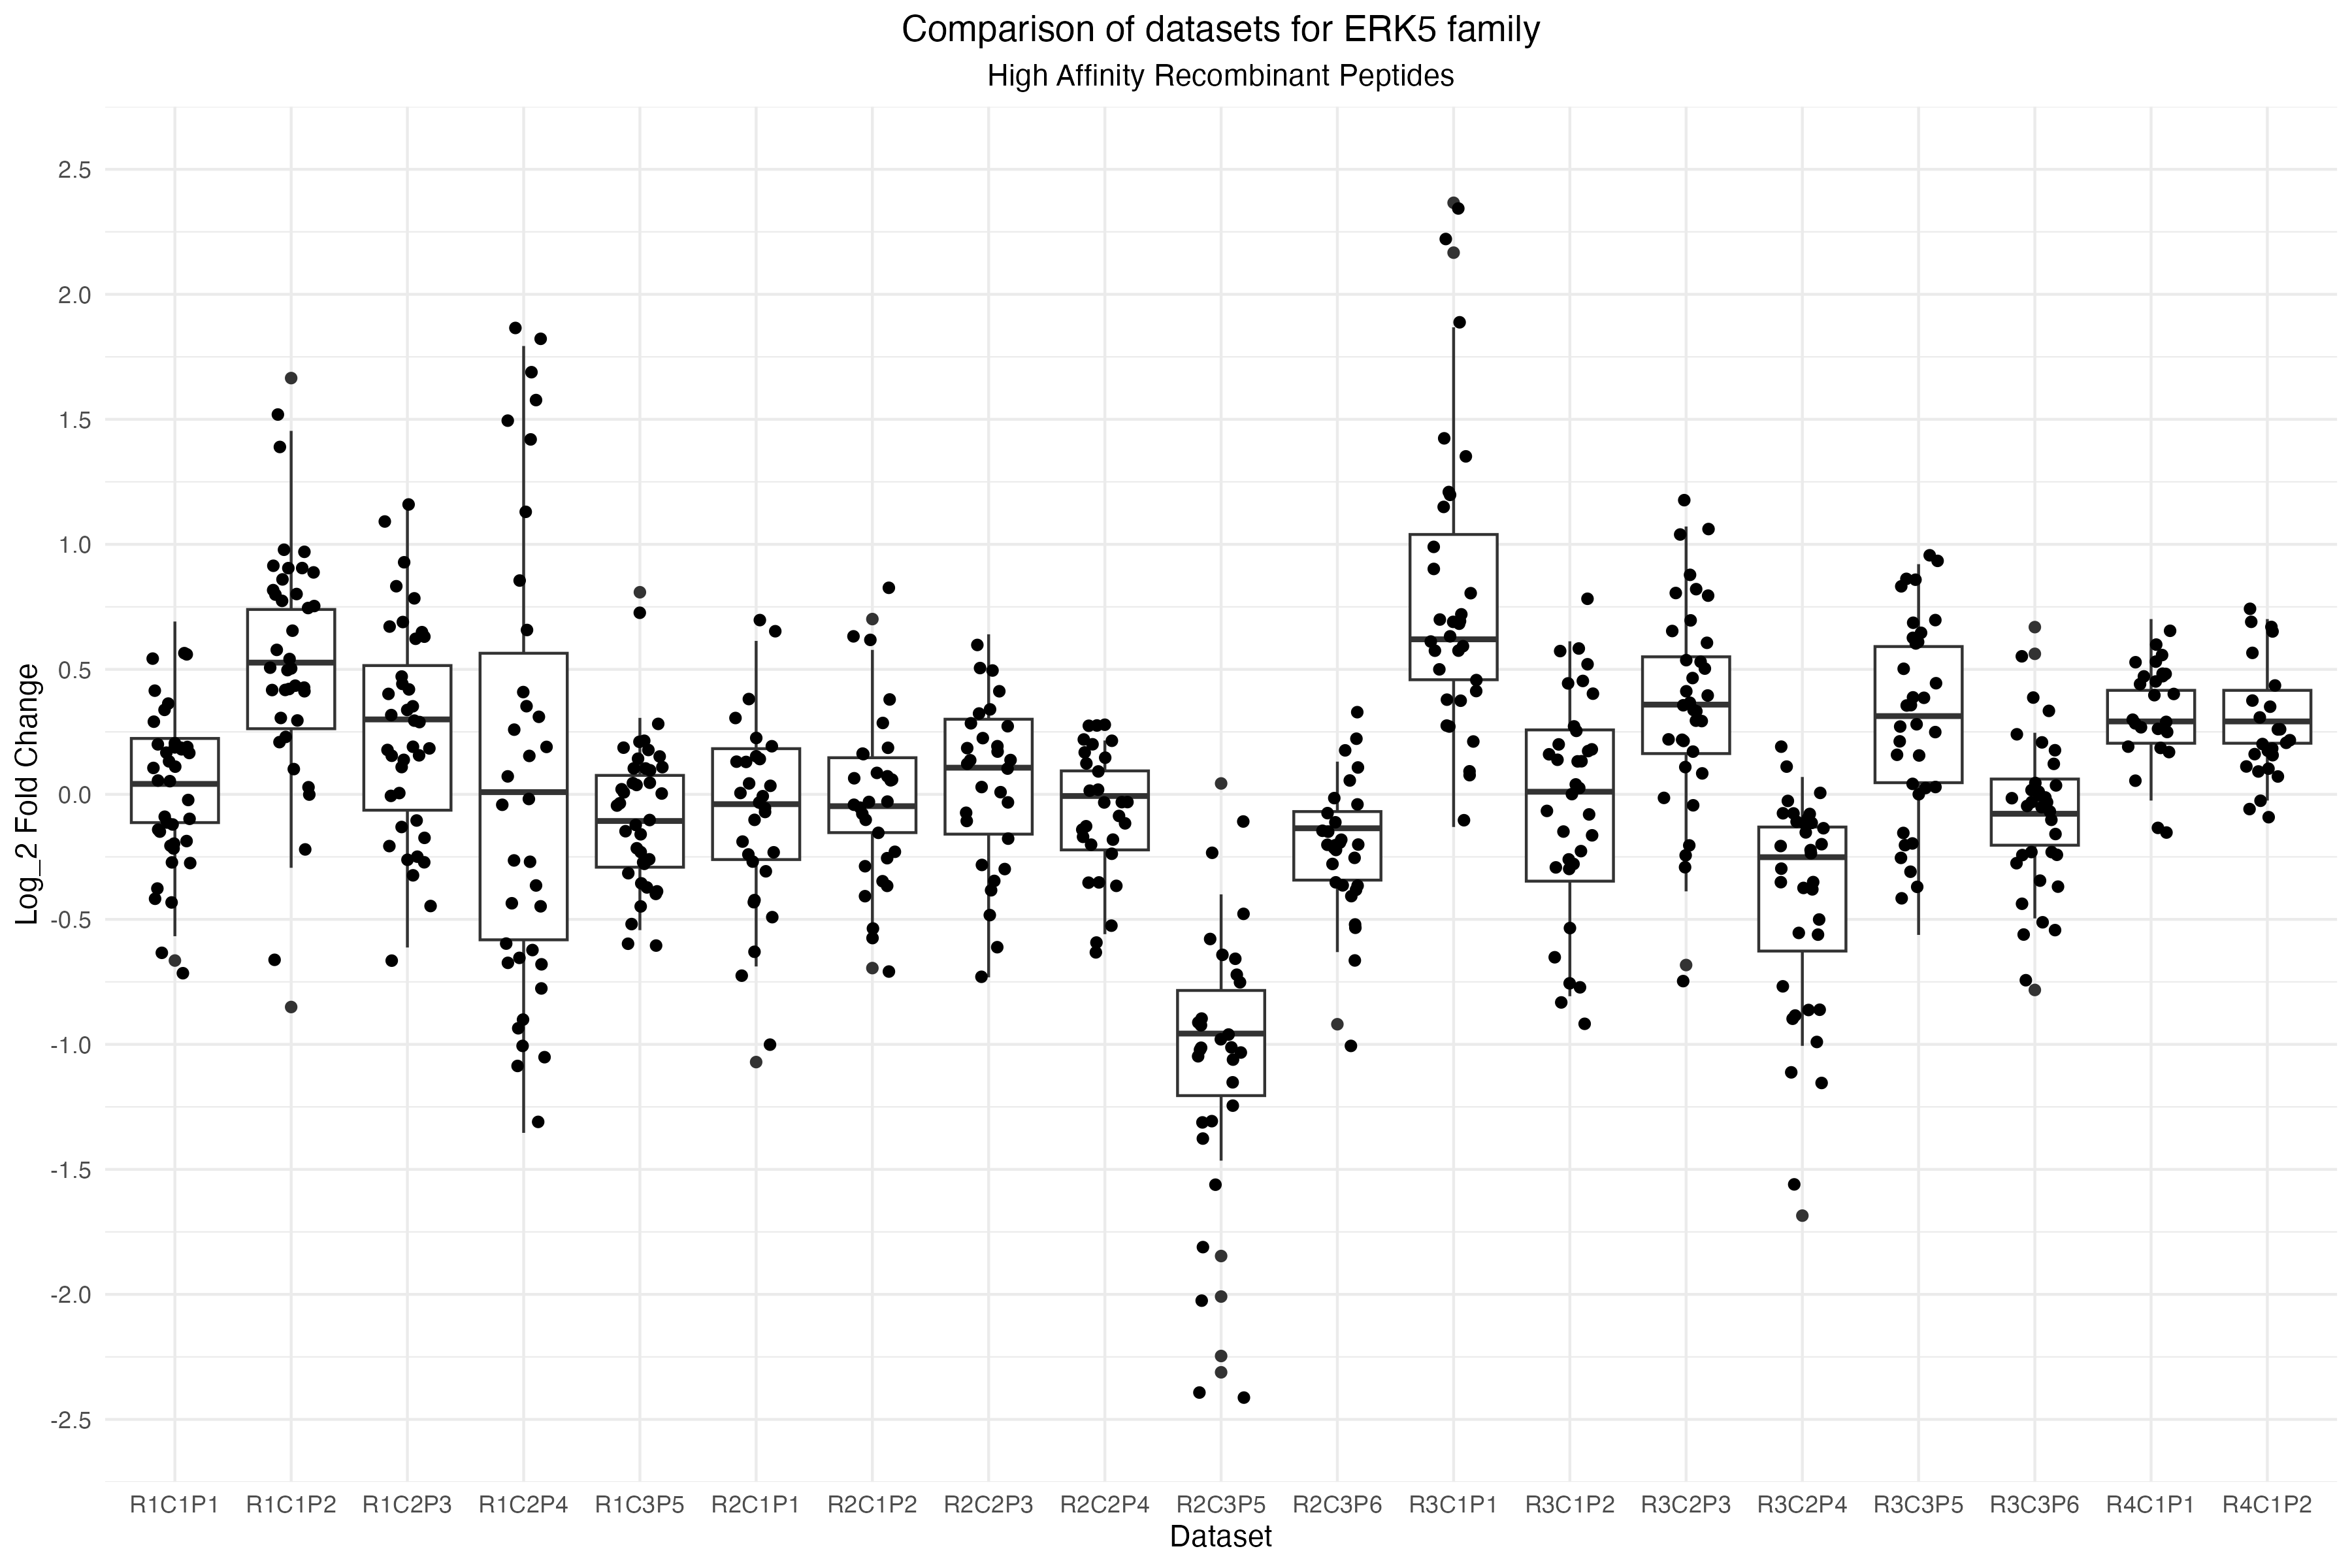 Comparison of datasets for ERK5 family
High Affinity Recombinant Peptides
Log_2 Fold Change
2.5
2.0
1.5
1.0
0.5
0.0
-0.5
-1.0
-1.5
-2.0
-2.5
R1C1P1 R1C1P2 R1C2P3 R1C2P4 R1C3P5 R2C1P1 R2C1P2 R2C2P3 R2C2P4 R2C3P5 R2C3P6 R3C1P1 R3C1P2 R3C2P3 R3C2P4 R3C3P5 R3C3P6 R4C1P1 R4C1P2
Dataset